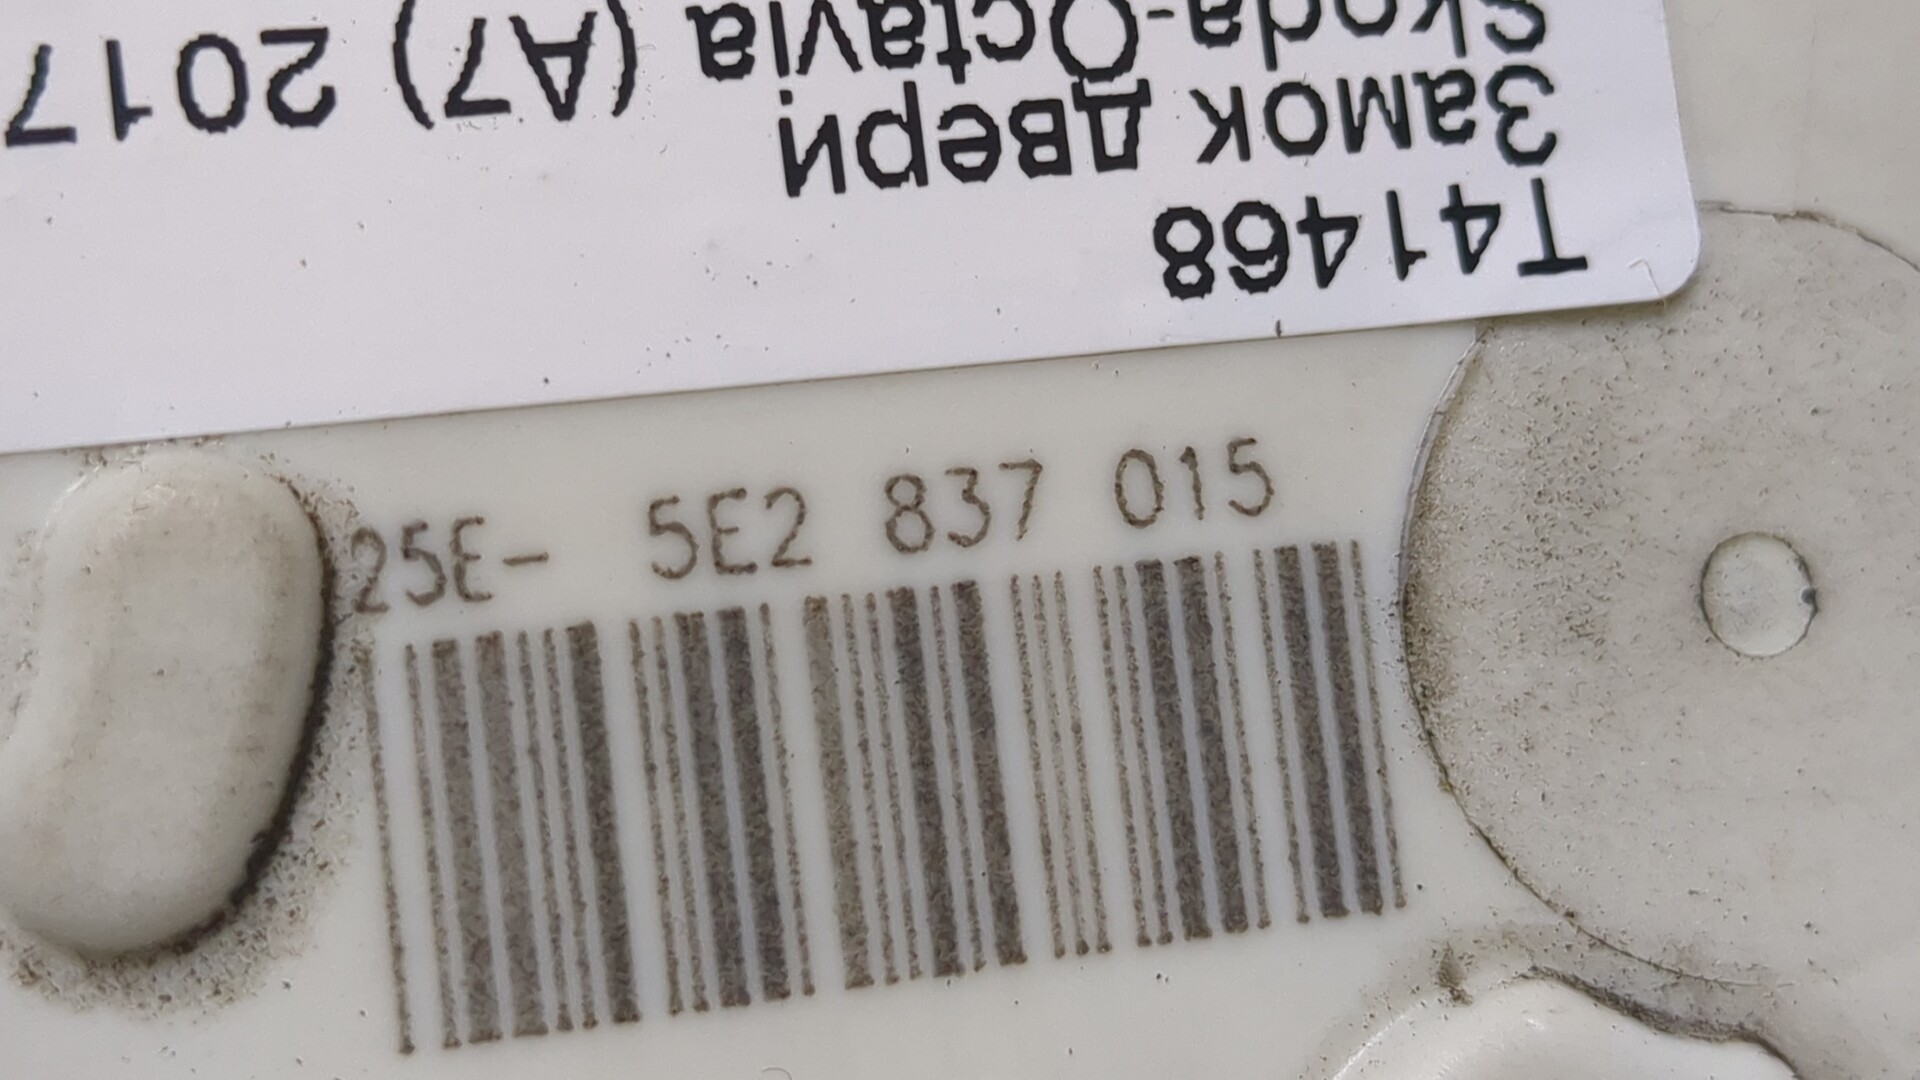 T41468
Замок двери
Skoda-Octavia (A7) 2017
25E- 5E2 837 015